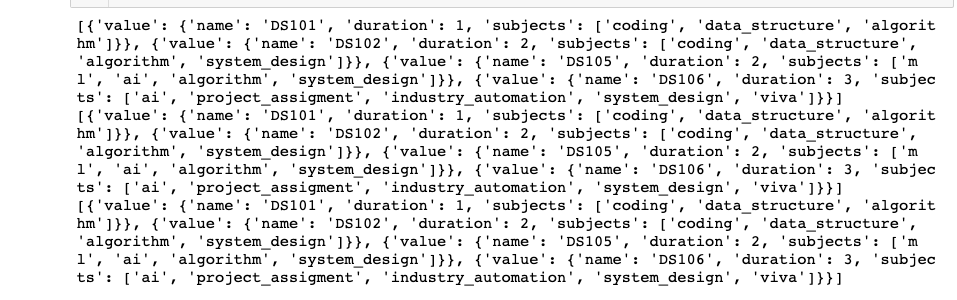 [{'value': {'name': 'DS101', 'duration': 1, 'subjects': ['coding', 'data_structure', 'algorit
hm']}}, {'value': {'name': 'DS102', 'duration': 2, 'subjects': ['coding', 'data_structure',
'algorithm', 'system_design']}}, {'value': {'name': 'DS105', 'duration': 2, 'subjects': ['m
l', 'ai', 'algorithm', 'system_design']}}, {'value': {'name': 'DS106', 'duration': 3, 'subjec
ts': ['ai', 'project_assigment', 'industry_automation', 'system_design', 'viva']}}]
[{'value': {'name': 'DS101', 'duration': 1, 'subjects': ['coding', 'data_structure', 'algorit
hm']}}, {'value': {'name': 'DS102', 'duration': 2, 'subjects': ['coding', 'data_structure',
'algorithm', 'system_design']}}, {'value': {'name': 'DS105', 'duration': 2, 'subjects': ['m
l', 'ai', 'algorithm', 'system_design']}}, {'value': {'name': 'DS106', 'duration': 3, 'subjec
ts': ['ai', 'project_assigment', 'industry_automation', 'system_design', 'viva']}}]
[{'value': {'name': 'DS101', 'duration': 1, 'subjects': ['coding', 'data_structure', 'algorit
hm']}}, {'value': {'name': 'DS102', 'duration': 2, 'subjects': ['coding', 'data_structure',
'algorithm', 'system_design']}}, {'value': {'name': 'DS105', 'duration': 2, 'subjects': ['m
l', 'ai', 'algorithm', 'system_design']}}, {'value': {'name': 'DS106', 'duration': 3, 'subjec
ts': ['ai', 'project_assigment', 'industry_automation', 'system_design', 'viva']}}]